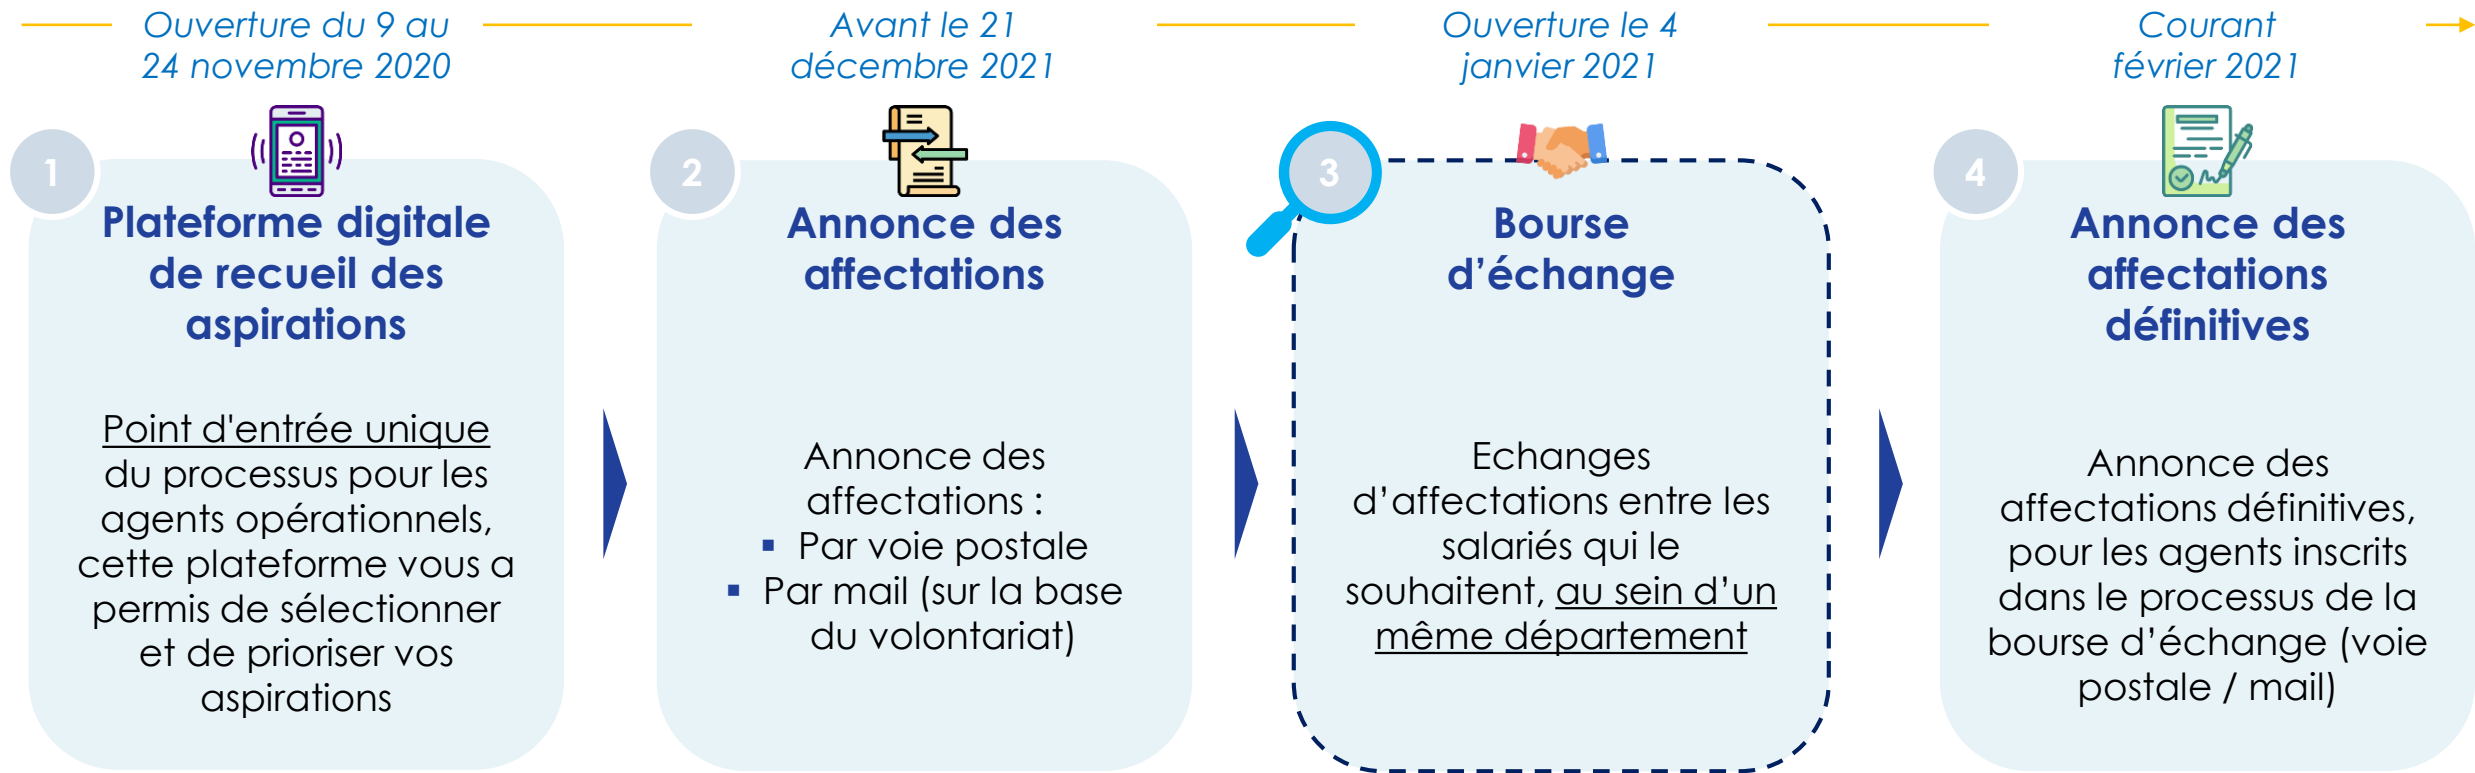 Ouverture du 9 au
24 novembre 2020
Avant le 21
décembre 2021
Ouverture le 4
janvier 2021
Courant
février 2021
1
Plateforme digitale
de recueil des
aspirations
Point d'entrée unique
du processus pour les
agents opérationnels,
cette plateforme vous a
permis de sélectionner
et de prioriser vos
aspirations
2
Annonce des
affectations
Annonce des
affectations :
▪ Par voie postale
▪ Par mail (sur la base
du volontariat)
3
Bourse
d’échange
Echanges
d’affectations entre les
salariés qui le
souhaitent, au sein d’un
même département
4
Annonce des
affectations
définitives
Annonce des
affectations définitives,
pour les agents inscrits
dans le processus de la
bourse d’échange (voie
postale / mail)